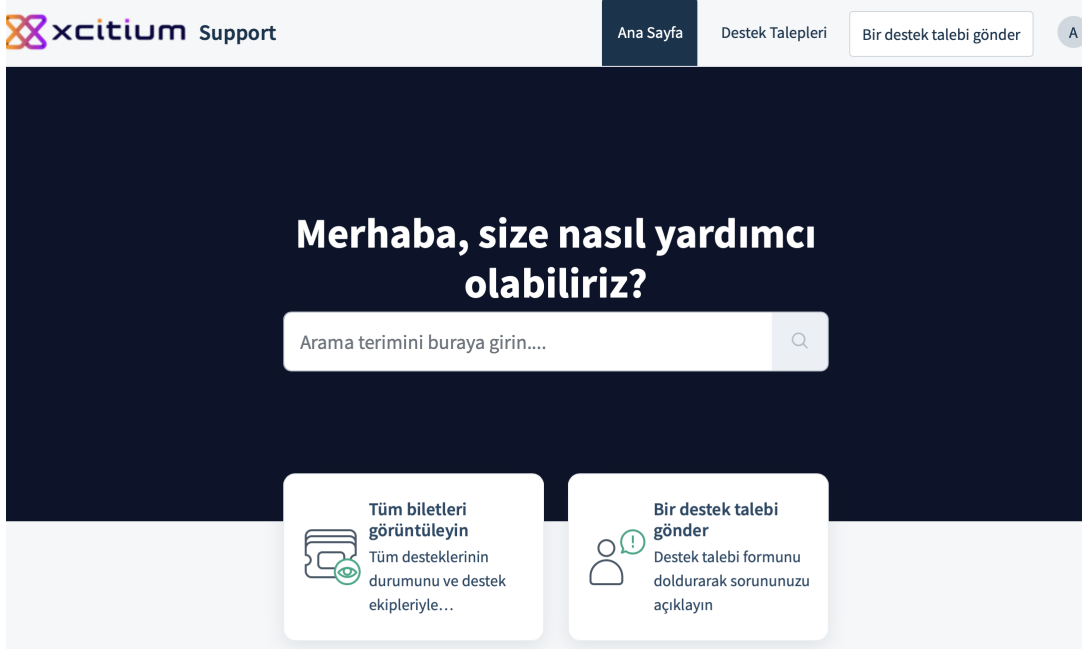 xcitium Support
Ana Sayfa
Destek Talepleri
Bir destek talebi gönder
A
Merhaba, size nasıl yardımcı
olabiliriz?
Arama terimini buraya girin....
Tüm biletleri
görüntüleyin
Tüm desteklerinin
durumunu ve destek
ekipleriyle…
Bir destek talebi
gönder
Destek talebi formunu
doldurarak sorununuzu
açıklayın